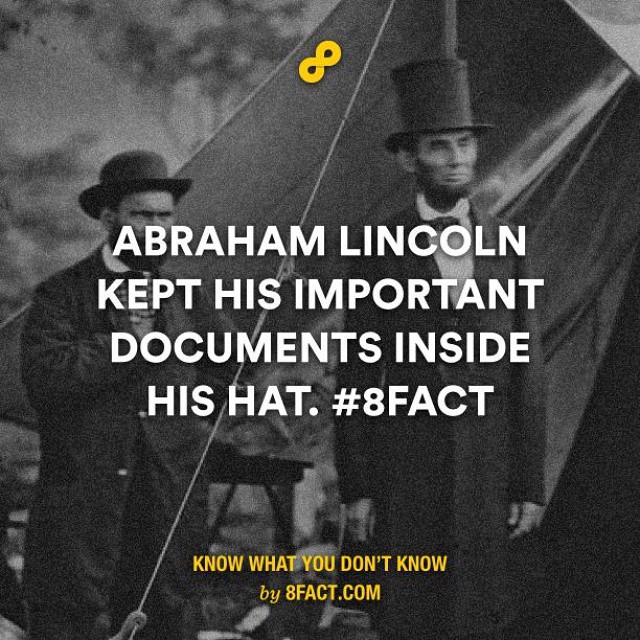 ABRAHAM LINCOLN
KEPT HIS IMPORTANT
DOCUMENTS INSIDE
HIS HAT. #8FACT
KNOW WHAT YOU DON'T KNOW
by 8FACT.COM